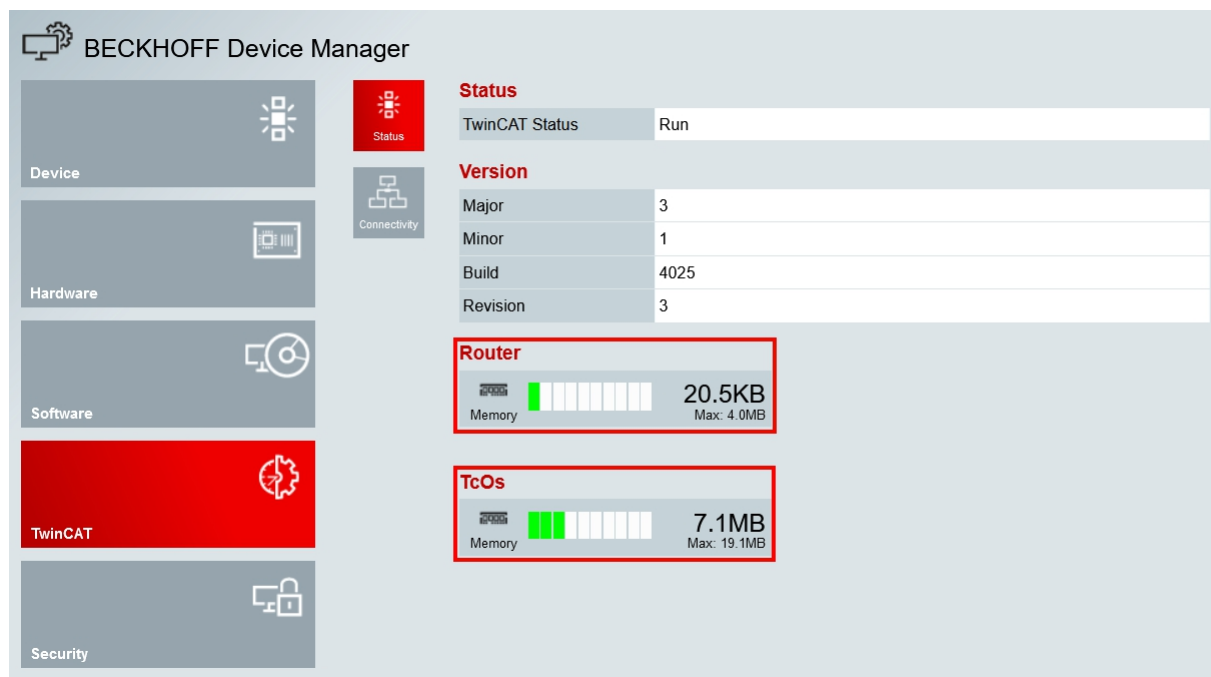 BECKHOFF Device Manager
Device
Hardware
Software
TwinCAT
Security
Status
Connectivity
Status
TwinCAT Status Run
Version
Major 3
Minor 1
Build 4025
Revision 3
Router
Memory 20.5KB
Max: 4.0MB
TcOs
Memory 7.1MB
Max: 19.1MB